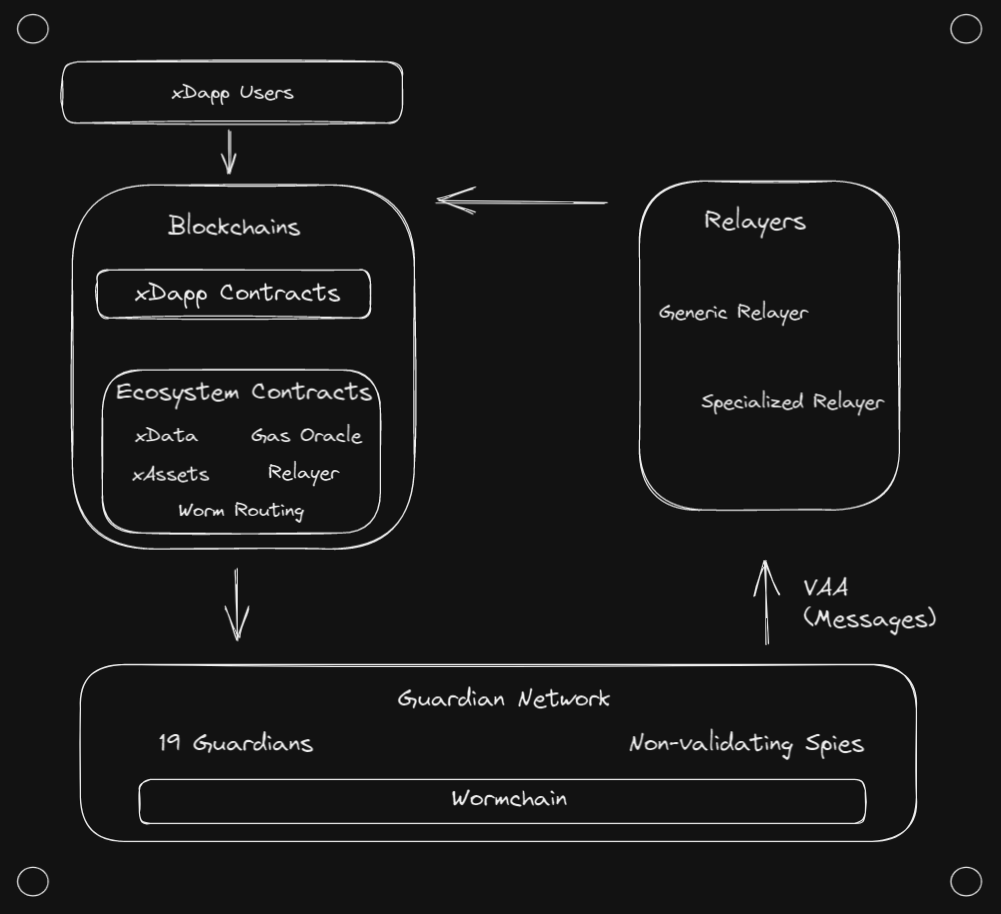 xDapp Users
Blockchains
xDapp Contracts
Ecosystem Contracts
xData Gas Oracle
xAssets Relayer
Worm Routing
Relayers
Generic Relayer
Specialized Relayer
VAA
(Messages)
Guardian Network
19 Guardians Non-validating Spies
Wormchain